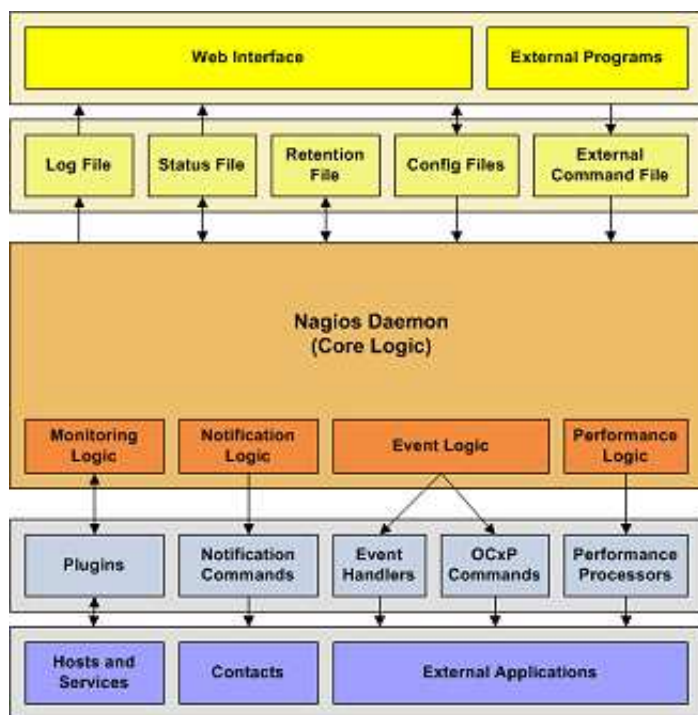 Web Interface
External Programs
Log File
Status File
Retention
File
Config Files
External
Command File
Nagios Daemon
(Core Logic)
Monitoring
Logic
Notification
Logic
Event Logic
Performance
Logic
Plugins
Notification
Commands
Event
Handlers
OCxP
Commands
Performance
Processors
Hosts and
Services
Contacts
External Applications